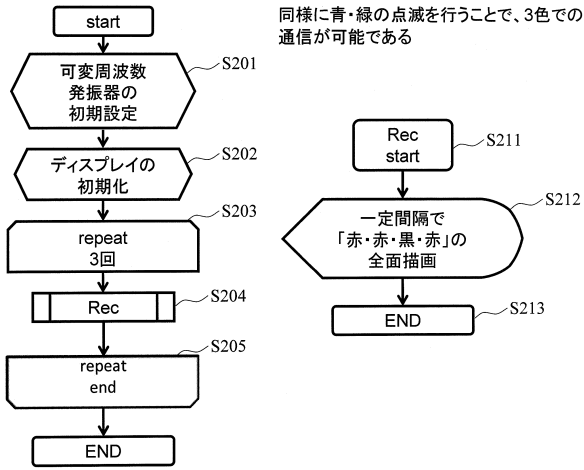 start
可変周波数
発振器の
初期設定
S201
ディスプレイの
初期化
S202
repeat
3回
S203
Rec
S204
repeat
end
S205
END
同様に青・緑の点滅を行うことで、3色での
通信が可能である
Rec
start
S211
一定間隔で
「赤・赤・黒・赤」の
全面描画
S212
END
S213